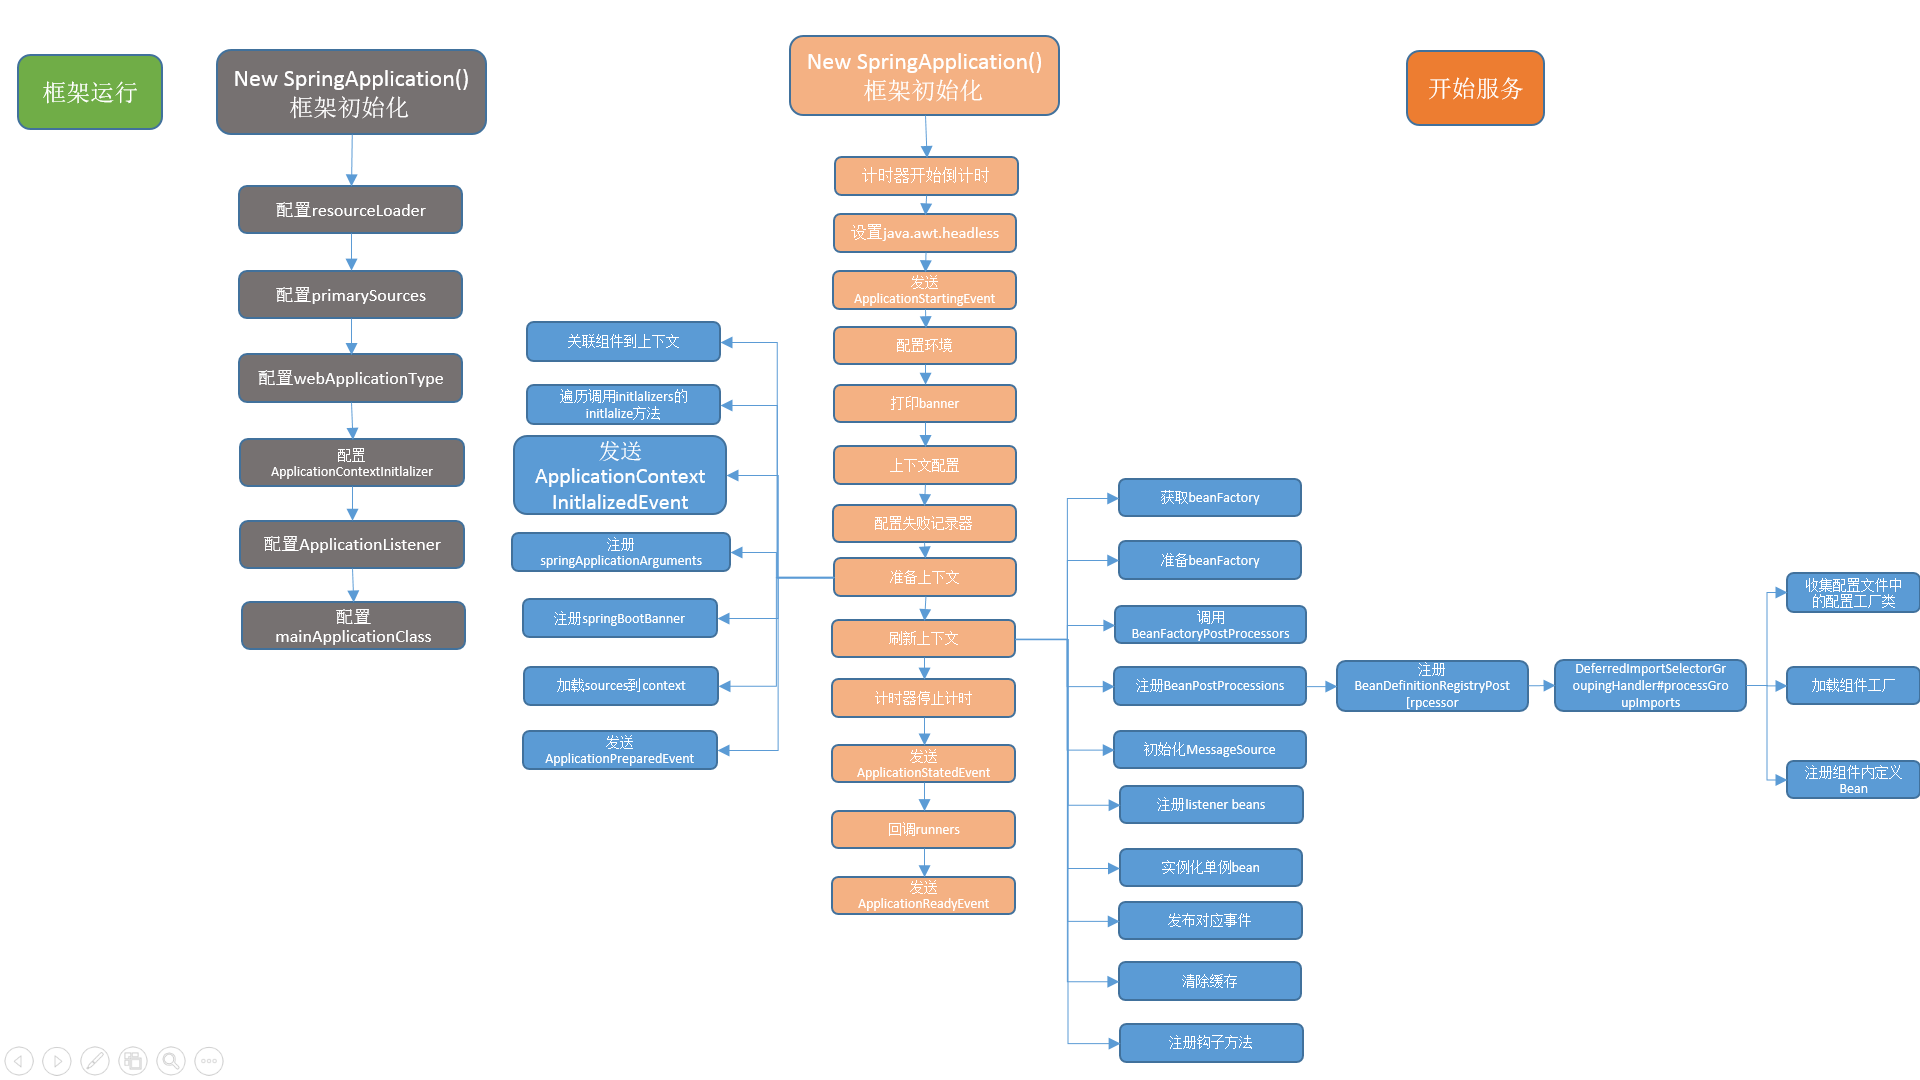 框架运行
New SpringApplication()
框架初始化
配置resourceLoader
配置primarySources
配置webApplicationType
配置
ApplicationContextInitlalizer
配置ApplicationListener
配置
mainApplicationClass
New SpringApplication()
框架初始化
计时器开始倒计时
设置java.awt.headless
发送
ApplicationStartingEvent
配置环境
打印banner
上下文配置
配置失败记录器
准备上下文
刷新上下文
计时器停止计时
发送
ApplicationStatedEvent
回调runners
发送
ApplicationReadyEvent
关联组件到上下文
遍历调用initlalizers的
initlalize方法
发送
ApplicationContext
InitlalizedEvent
注册
springApplicationArguments
注册springBootBanner
加载sources到context
发送
ApplicationPreparedEvent
开始服务
获取beanFactory
准备beanFactory
调用
BeanFactoryPostProcessors
注册BeanPostProcessions
初始化MessageSource
注册listener beans
实例化单例bean
发布对应事件
清除缓存
注册钩子方法
注册
BeanDefinitionRegistryPost
[rpcessor
DeferredImportSelectorGr
oupingHandler#processGro
upImports
收集配置文件中
的配置工厂类
加载组件工厂
注册组件内定义
Bean